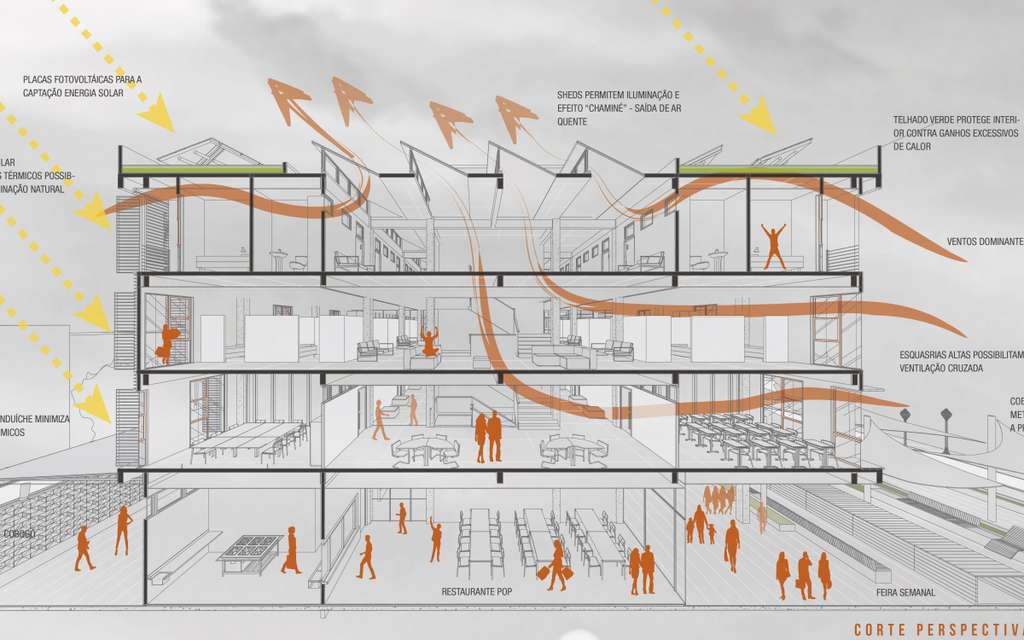 PLACAS FOTOVOLTÁICAS PARA A
CAPTAÇÃO ENERGIA SOLAR
SHEDS PERMITEM ILUMINAÇÃO E
EFEITO “CHAMINÉ” - SAÍDA DE AR
QUENTE
TELHADO VERDE PROTEGE INTERI-
OR CONTRA GANHOS EXCESSIVOS
DE CALOR
LAR
S TÉRMICOS POSSIB-
INAÇÃO NATURAL
VENTOS DOMINANTE
ESQUASRIAS ALTAS POSSIBILITAM
VENTILAÇÃO CRUZADA
NDUÍCHE MINIMIZA
MICOS
COB
MET
A P
COBOGÓ
RESTAURANTE POP
FEIRA SEMANAL
CORTE PERSPECTIV